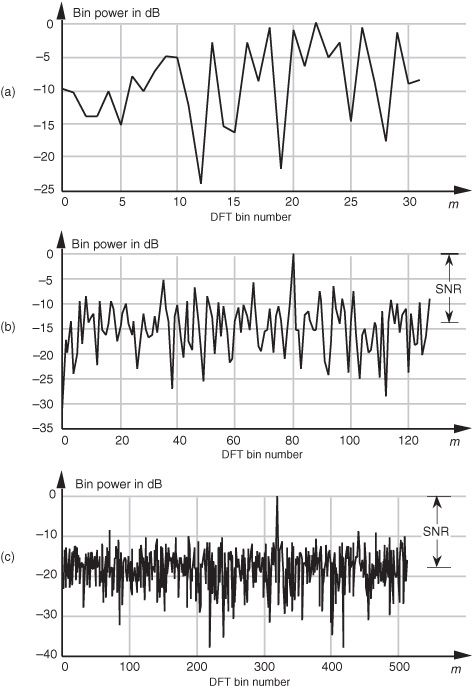 Bin power in dB
0
−5
(a)
−10
−15
−20
−25
0 5 10 15 20 25 30 m
DFT bin number
Bin power in dB
0
−5
SNR
−10
(b)
−15
−20
−25
−30
−35
0 20 40 60 80 100 120 m
DFT bin number
Bin power in dB
0
−10
SNR
(c)
−20
−30
−40
0 100 200 300 400 500 m
DFT bin number